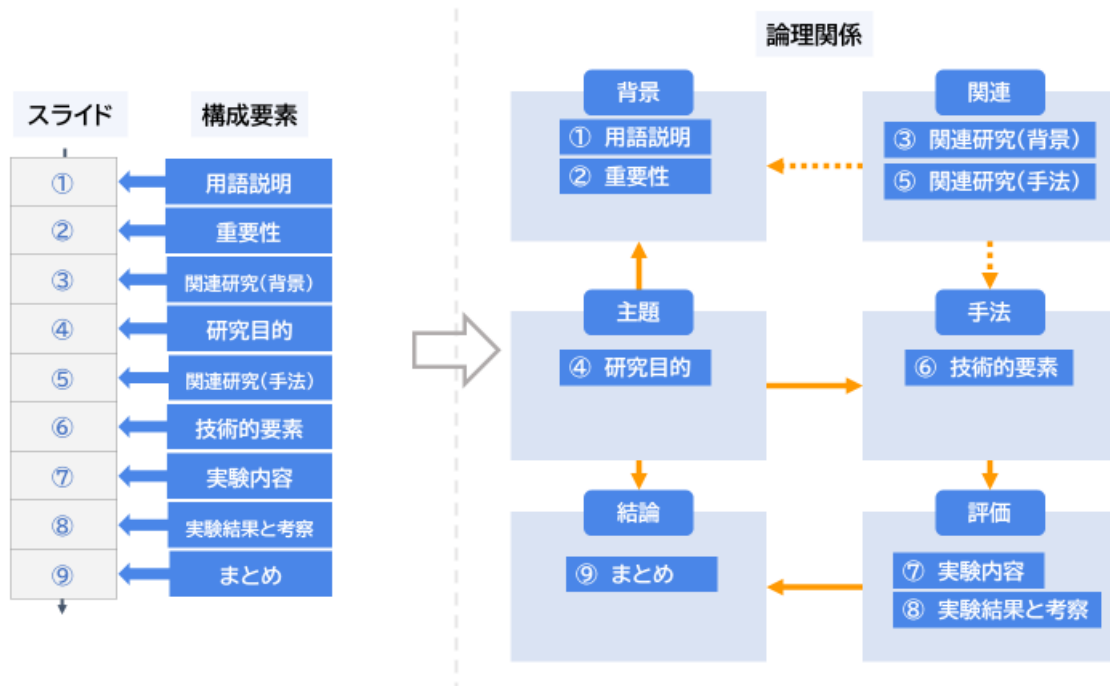 スライド
構成要素
①
用語説明
②
重要性
③
関連研究(背景)
④
研究目的
⑤
関連研究(手法)
⑥
技術的要素
⑦
実験内容
⑧
実験結果と考察
⑨
まとめ
論理関係
背景
① 用語説明
② 重要性
関連
③ 関連研究(背景)
⑤ 関連研究(手法)
主題
④ 研究目的
手法
⑥ 技術的要素
結論
⑨ まとめ
評価
⑦ 実験内容
⑧ 実験結果と考察